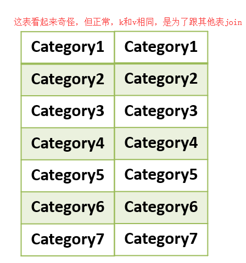 这表看起来奇怪，但正常，k和v相同，是为了跟其他表join
Category1 Category1
Category2 Category2
Category3 Category3
Category4 Category4
Category5 Category5
Category6 Category6
Category7 Category7